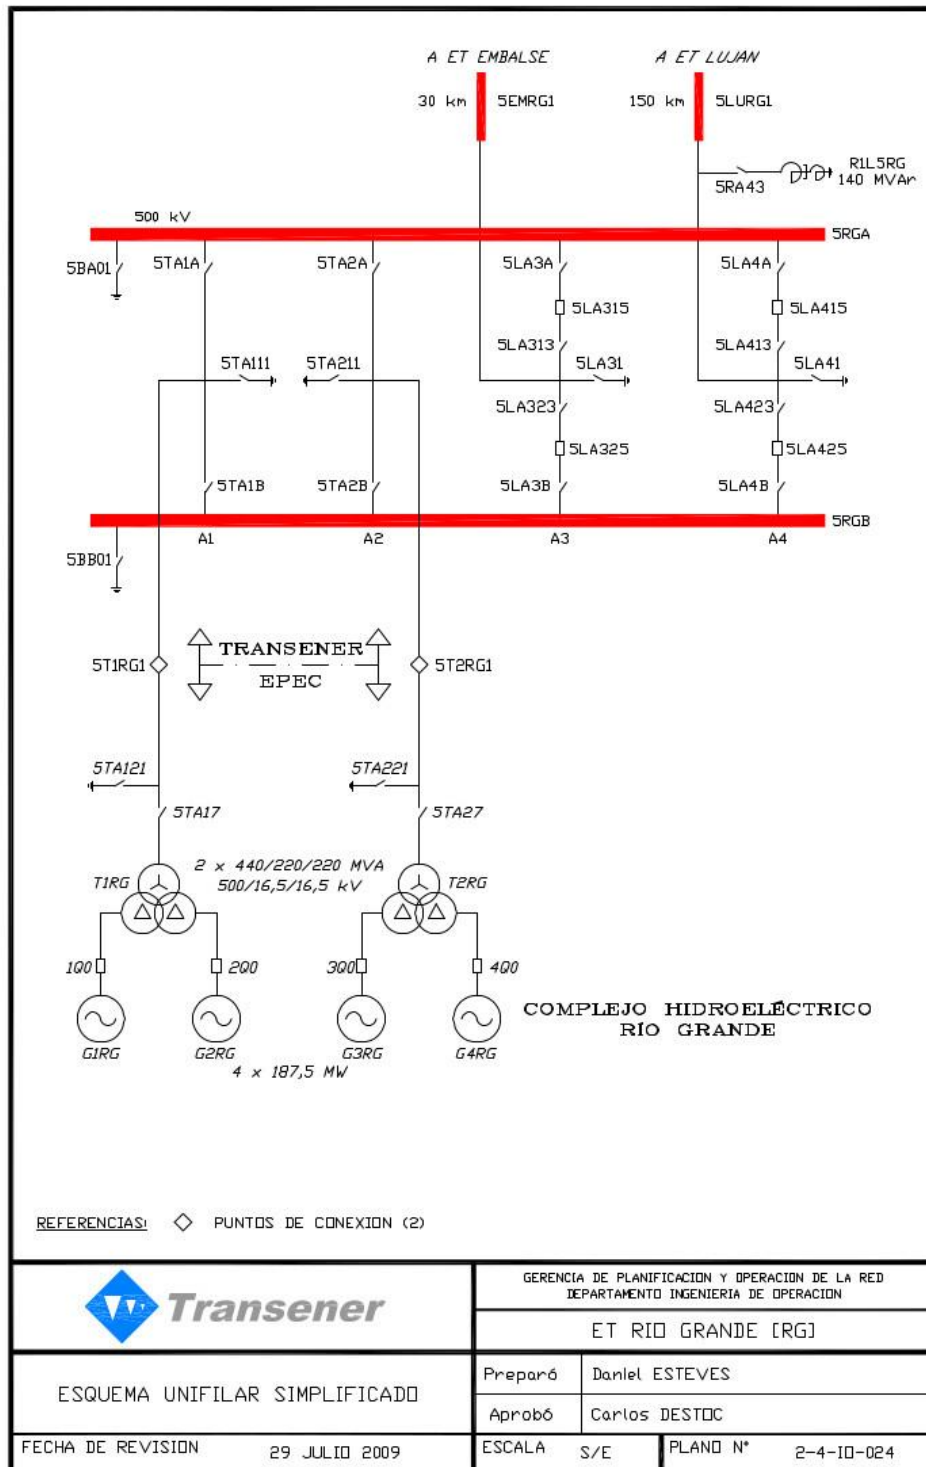 A ET EMBALSE
A ET LUJAN
30 km
5EMRG1
150 km
5LURG1
R1L5RG
140 MVAr
5RA43
500 kV
5RGA
5BA01
5TA1A
5TA2A
5LA3A
5LA4A
5LA315
5LA415
5LA313
5LA413
5TA111
5TA211
5LA31
5LA41
5LA323
5LA423
5LA325
5LA425
5TA1B
5TA2B
5LA3B
5LA4B
5RGB
A1
A2
A3
A4
5BB01
TRANSENER
5T1RG1
5T2RG1
EPEC
5TA121
5TA221
5TA17
5TA27
2 x 440/220/220 MVA
500/16,5/16,5 kV
T1RG
T2RG
1Q0
2Q0
3Q0
4Q0
COMPLEJO HIDROELÉCTRICO
RÍO GRANDE
G1RG
G2RG
G3RG
G4RG
4 x 187,5 MW
REFERENCIAS: PUNTOS DE CONEXION (2)
Transener
GERENCIA DE PLANIFICACION Y OPERACION DE LA RED
DEPARTAMENTO INGENIERIA DE OPERACION
ET RIO GRANDE [RG]
ESQUEMA UNIFILAR SIMPLIFICADO
Preparó Daniel ESTEVES
Aprobó Carlos DESTOC
FECHA DE REVISION 29 JULIO 2009
ESCALA S/E
PLANO N° 2-4-IO-024